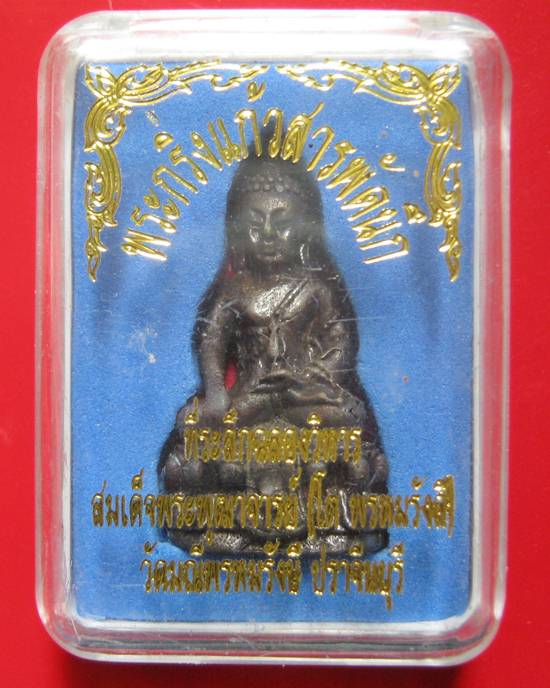 พระกริ่งแก้วสารพัดนึก
ที่ระลึกฉลองวิหาร
สมเด็จพระพุฒาจารย์ (โต พรหมรังสี)
วัดมณีพรหมรังษี ปราจีนบุรี